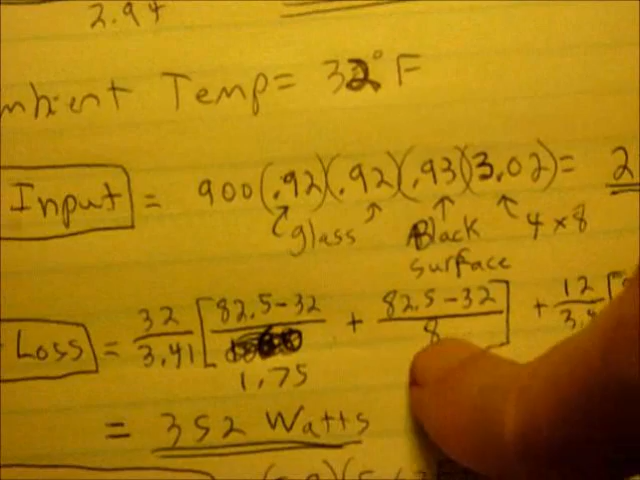 2.94
mbient Temp = 32° F
Input = 900 (.92)(.92)(.93)(3.02) = 2
glass Black surface 4 x 8
Loss = 32/3.41 [ 82.5-32 / 1.75 + 82.5-32 / 8 ] + 12/3.4 [
= 352 Watts